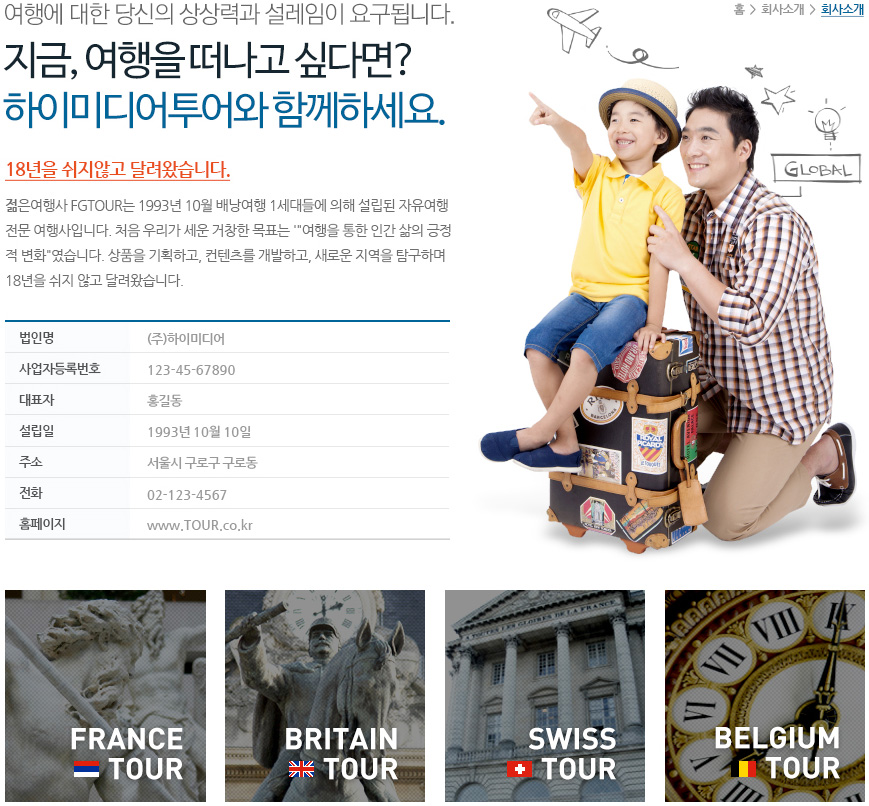 여행에 대한 당신의 상상력과 설레임이 요구됩니다.
홈 > 회사소개 > 회사소개
지금, 여행을 떠나고 싶다면?
하이미디어투어와 함께하세요.
18년을 쉬지않고 달려왔습니다.
젊은여행사 FGTOUR는 1993년 10월 배낭여행 1세대들에 의해 설립된 자유여행
전문 여행사입니다. 처음 우리가 세운 거창한 목표는 '"여행을 통한 인간 삶의 긍정
적 변화"였습니다. 상품을 기획하고, 컨텐츠를 개발하고, 새로운 지역을 탐구하며
18년을 쉬지 않고 달려왔습니다.
GLOBAL
법인명 (주)하이미디어
사업자등록번호 123-45-67890
대표자 홍길동
설립일 1993년 10월 10일
주소 서울시 구로구 구로동
전화 02-123-4567
홈페이지 www.TOUR.co.kr
ROYAL
PICARDY
BARCELONA
A TOUTES LES GLOIRES DE LA FRANCE
VIII
IX
VII
VI
FRANCE
TOUR
BRITAIN
TOUR
SWISS
TOUR
BELGIUM
TOUR